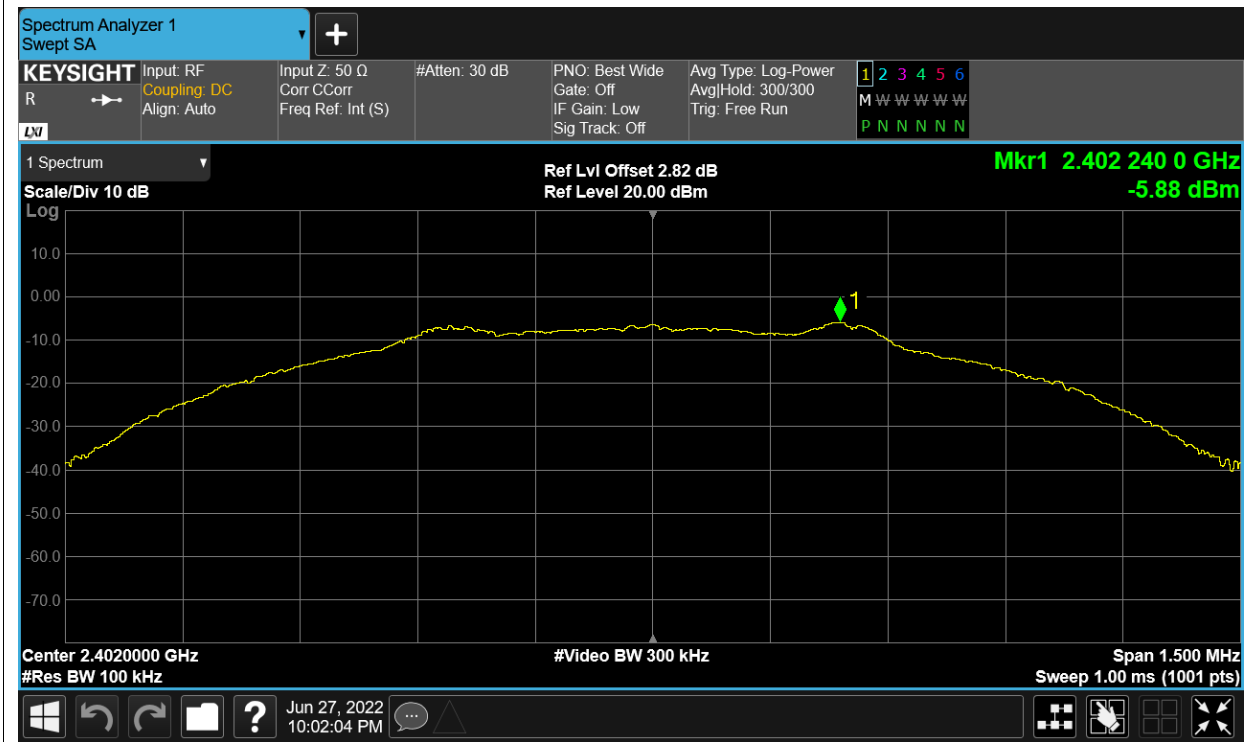 Spectrum Analyzer 1
Swept SA
+
KEYSIGHT
R
LXI
Input: RF
Coupling: DC
Align: Auto
Input Z: 50 Ω
Corr CCorr
Freq Ref: Int (S)
#Atten: 30 dB
PNO: Best Wide
Gate: Off
IF Gain: Low
Sig Track: Off
Avg Type: Log-Power
Avg|Hold: 300/300
Trig: Free Run
1 2 3 4 5 6
M W W W W W
P N N N N N
1 Spectrum
Scale/Div 10 dB
Ref Lvl Offset 2.82 dB
Ref Level 20.00 dBm
Mkr1 2.402 240 0 GHz
-5.88 dBm
Log
10.0
0.00
1
-10.0
-20.0
-30.0
-40.0
-50.0
-60.0
-70.0
Center 2.4020000 GHz
#Video BW 300 kHz
Span 1.500 MHz
#Res BW 100 kHz
Sweep 1.00 ms (1001 pts)
?
Jun 27, 2022
10:02:04 PM